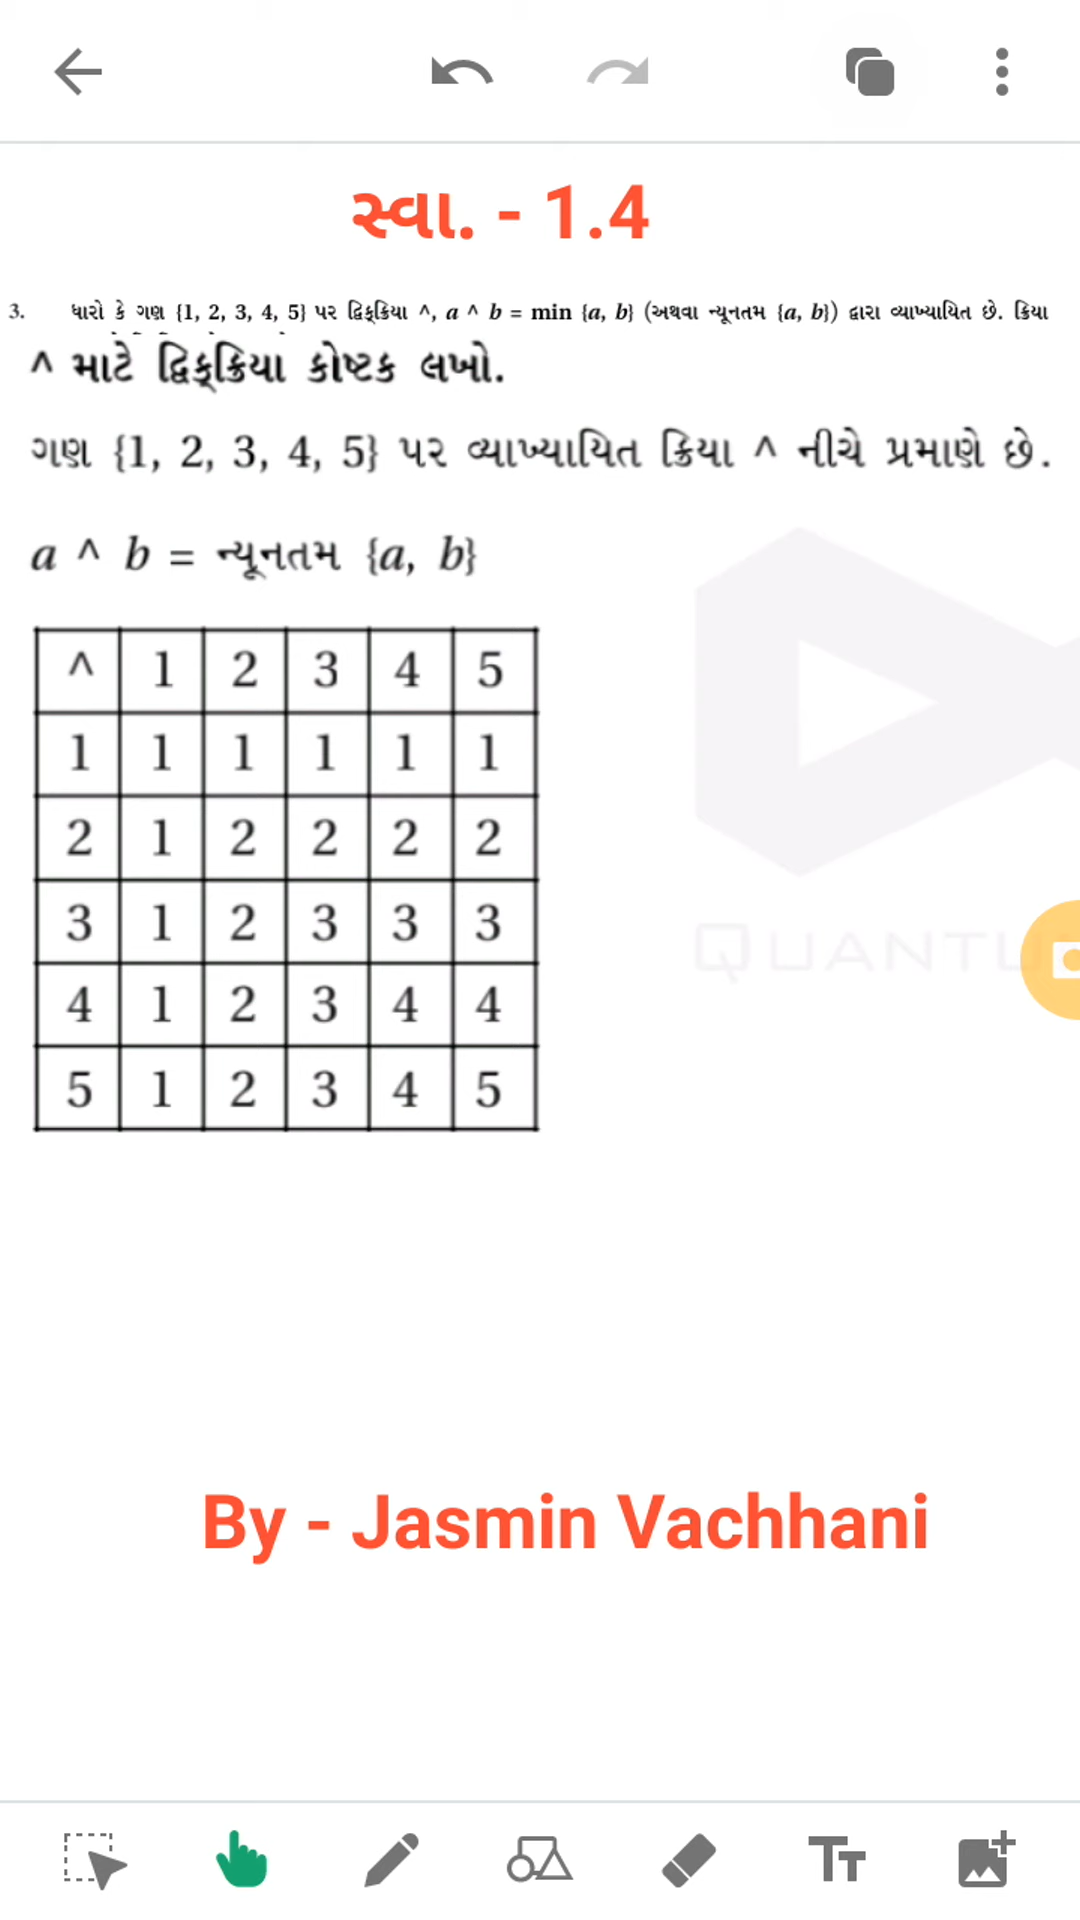 સ્વા. - 1.4
3. ધારો કે ગણ {1, 2, 3, 4, 5} પર દ્વિક્ક્રિયા ^, a ^ b = min {a, b} (અથવા ન્યૂનતમ {a, b}) દ્વારા વ્યાખ્યાયિત છે. ક્રિયા
^ માટે દ્વિક્ક્રિયા કોષ્ટક લખો.
ગણ {1, 2, 3, 4, 5} પર વ્યાખ્યાયિત ક્રિયા ^ નીચે પ્રમાણે છે.
a ^ b = ન્યૂનતમ {a, b}
^ 1 2 3 4 5
1 1 1 1 1 1
2 1 2 2 2 2
3 1 2 3 3 3
4 1 2 3 4 4
5 1 2 3 4 5
By - Jasmin Vachhani
TT